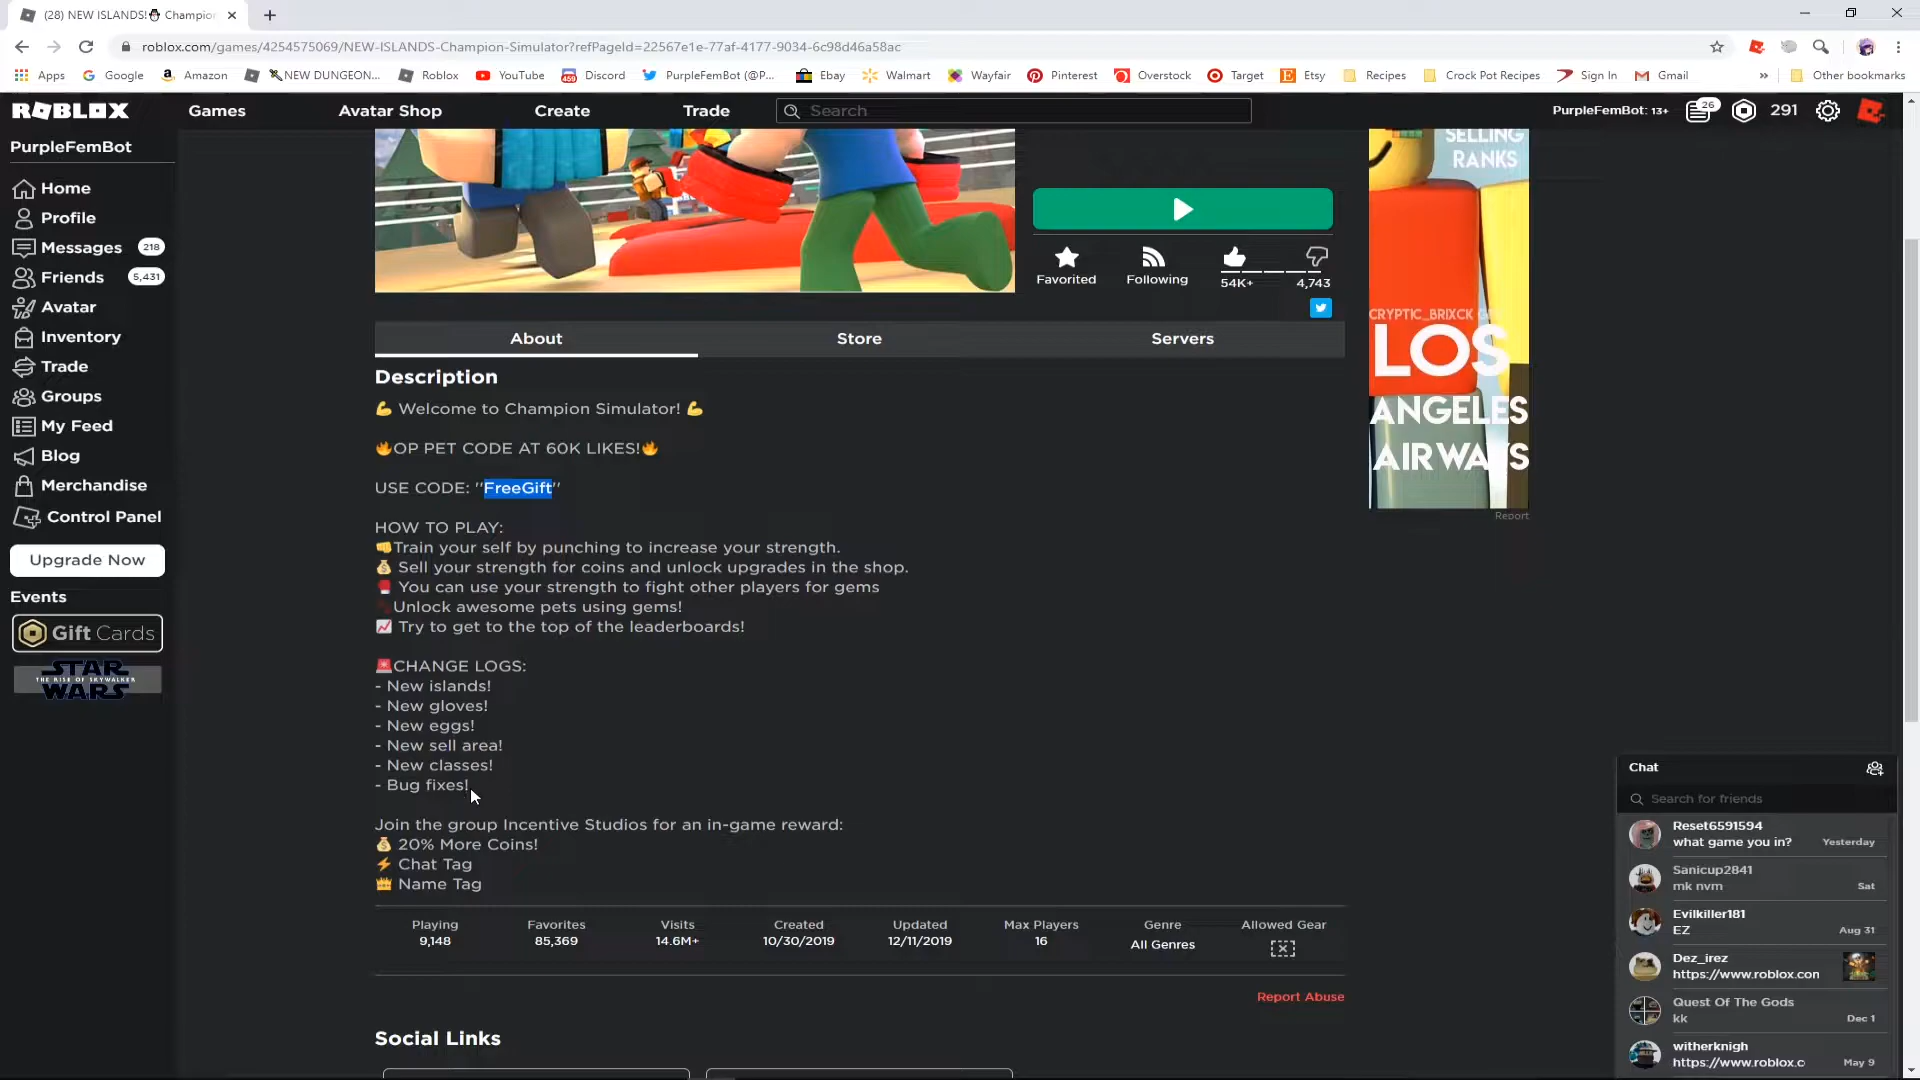 (28) NEW ISLANDS! Champio
roblox.com/games/4254575069/NEW-ISLANDS-Champion-Simulator?refPageId=22567e1e-77af-4177-9034-6c98d46a58ac
Apps Google Amazon NEW DUNGEON... Roblox YouTube 459 Discord PurpleFemBot (@P... Ebay Walmart Wayfair Pinterest Overstock Target Etsy Recipes Crock Pot Recipes Sign In Gmail » Other bookmarks
ROBLOX Games Avatar Shop Create Trade Search PurpleFemBot: 13+ 26 291
PurpleFemBot
Home
Profile
Messages 218
Friends 5,431
Avatar
Inventory
Trade
Groups
My Feed
Blog
Merchandise
Control Panel
Upgrade Now
Events
Gift Cards
STAR
THE RISE OF SKYWALKER
WARS
Favorited Following 54K+ 4,743
About Store Servers
Description
💪 Welcome to Champion Simulator! 💪
🔥OP PET CODE AT 60K LIKES!🔥
USE CODE: ''FreeGift''
HOW TO PLAY:
👊Train your self by punching to increase your strength.
💰 Sell your strength for coins and unlock upgrades in the shop.
🥊 You can use your strength to fight other players for gems
🐾Unlock awesome pets using gems!
📈 Try to get to the top of the leaderboards!
🚨CHANGE LOGS:
- New islands!
- New gloves!
- New eggs!
- New sell area!
- New classes!
- Bug fixes!
Join the group Incentive Studios for an in-game reward:
💰 20% More Coins!
⚡ Chat Tag
👑 Name Tag
Playing Favorites Visits Created Updated Max Players Genre Allowed Gear
9,148 85,369 14.6M+ 10/30/2019 12/11/2019 16 All Genres
Report Abuse
Social Links
SELLING
RANKS
CRYPTIC_BRIXCK
LOS
ANGELES
AIRWAYS
Report
Chat
Search for friends
Reset6591594
what game you in? Yesterday
Sanicup2841
mk nvm Sat
Evilkiller181
EZ Aug 31
Dez_irez
https://www.roblox.con
Quest Of The Gods
kk Dec 1
witherknigh
https://www.roblox.c May 9